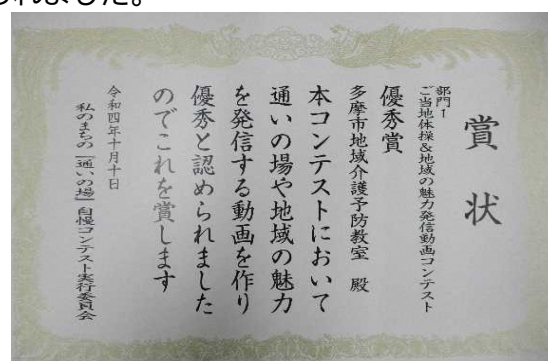 れました。
賞状
部門1
ご当地体操&地域の魅力発信動画コンテスト
優秀賞
多摩市地域介護予防教室 殿
本コンテストにおいて
通いの場や地域の魅力
を発信する動画を作り
優秀と認められました
のでこれを賞します
令和四年十月十日
私のまちの「通いの場」自慢コンテスト実行委員会